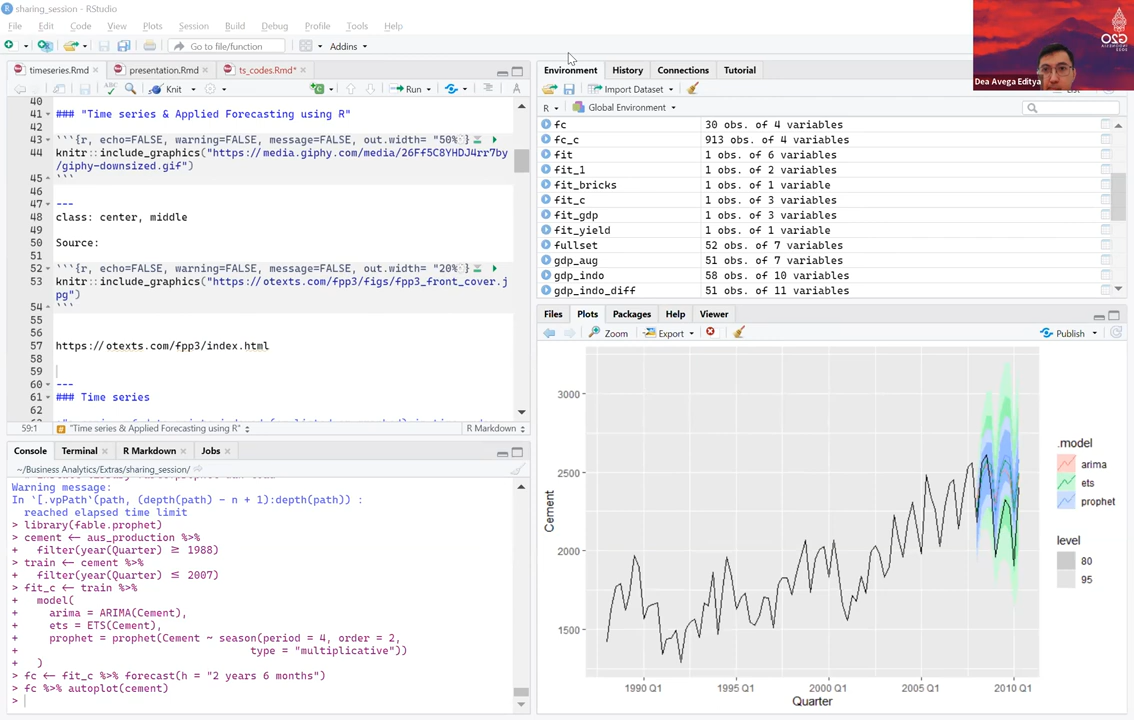 sharing_session - RStudio
File Edit Code View Plots Session Build Debug Profile Tools Help
Go to file/function Addins
timeseries.Rmd presentation.Rmd ts_codes.Rmd*
Knit Run
40
41 ### "Time series & Applied Forecasting using R"
42
43 ```{r, echo=FALSE, warning=FALSE, message=FALSE, out.width= "50%"}
44 knitr::include_graphics("https://media.giphy.com/media/26Ff5C8YHDJ4rr7by
/giphy-downsized.gif")
45 ```
46
47 ---
48 class: center, middle
49
50 Source:
51
52 ```{r, echo=FALSE, warning=FALSE, message=FALSE, out.width= "20%"}
53 knitr::include_graphics("https://otexts.com/fpp3/figs/fpp3_front_cover.j
pg")
54 ```
55
56
57 https://otexts.com/fpp3/index.html
58
59
60 ---
61 ### Time series
62
59:1 "Time series & Applied Forecasting using R" R Markdown
Console Terminal R Markdown Jobs
~/Business Analytics/Extras/sharing_session/
Warning message:
In `[.vpPath`(path, (depth(path) - n + 1):depth(path)) :
reached elapsed time limit
> library(fable.prophet)
> cement <- aus_production %>%
+ filter(year(Quarter) ≥ 1988)
> train <- cement %>%
+ filter(year(Quarter) ≤ 2007)
> fit_c <- train %>%
+ model(
+ arima = ARIMA(Cement),
+ ets = ETS(Cement),
+ prophet = prophet(Cement ~ season(period = 4, order = 2,
+ type = "multiplicative"))
+ )
> fc <- fit_c %>% forecast(h = "2 years 6 months")
> fc %>% autoplot(cement)
>
Environment History Connections Tutorial
Import Dataset
R Global Environment
fc 30 obs. of 4 variables
fc_c 913 obs. of 4 variables
fit 1 obs. of 6 variables
fit_1 1 obs. of 2 variables
fit_bricks 1 obs. of 1 variable
fit_c 1 obs. of 3 variables
fit_gdp 1 obs. of 3 variables
fit_yield 1 obs. of 1 variable
fullset 52 obs. of 7 variables
gdp_aug 51 obs. of 7 variables
gdp_indo 58 obs. of 10 variables
gdp_indo_diff 51 obs. of 11 variables
Files Plots Packages Help Viewer
Zoom Export Publish
3000
2500
2000
1500
Cement
1990 Q1 1995 Q1 2000 Q1 2005 Q1 2010 Q1
Quarter
.model
arima
ets
prophet
level
80
95
Dea Avega Editya
G20